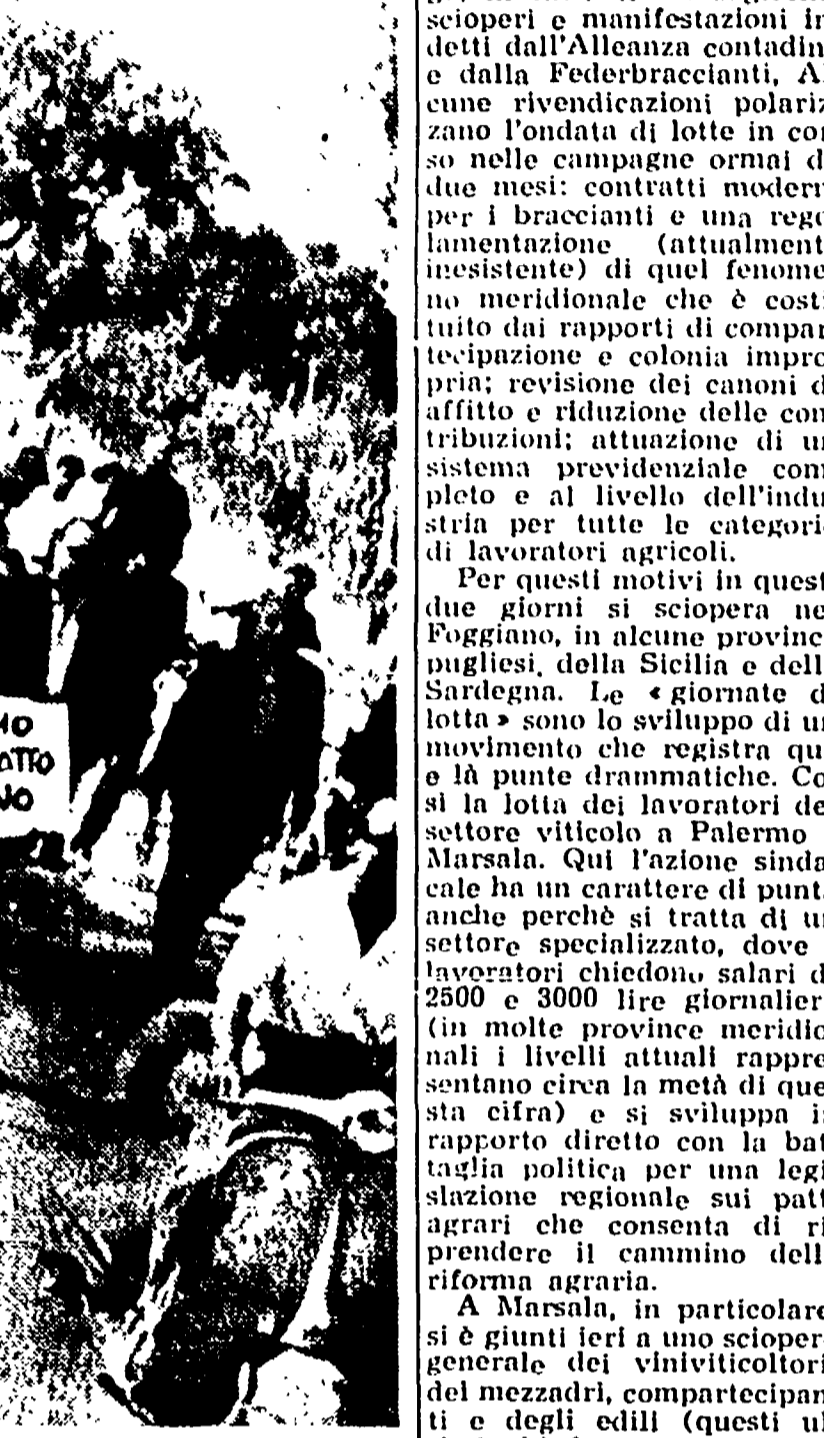 scioperi e manifestazioni in
detti dall'Alleanza contadin
e dalla Federbraccianti, Al
cune rivendicazioni polariz
zano l'ondata di lotte in cor
so nelle campagne ormai d
due mesi: contratti modern
per i braccianti e una rego
lamentazione (attualment
inesistente) di quel fenome
no meridionale che è costi
tuito dai rapporti di compar
tecipazione e colonia impro
pria; revisione dei canoni d
affitto e riduzione delle con
tribuzioni; attuazione di un
sistema previdenziale com
pleto e al livello dell'indu
stria per tutte le categorie
di lavoratori agricoli.
Per questi motivi in quest
due giorni si sciopera ne
Foggiano, in alcune provinc
pugliesi, della Sicilia e dell
Sardegna. Le « giornate d
lotta » sono lo sviluppo di un
movimento che registra qu
e là punte drammatiche. Co
sì la lotta dei lavoratori de
settore viticolo a Palermo
Marsala. Qui l'azione sinda
cale ha un carattere di punt
anche perchè si tratta di un
settore specializzato, dove
lavoratori chiedono salari d
2500 e 3000 lire giornalier
(in molte province meridio
nali i livelli attuali rappre
sentano circa la metà di que
sta cifra) e si sviluppa i
rapporto diretto con la bat
taglia politica per una legi
slazione regionale sui patt
agrari che consenta di ri
prendere il cammino dell
riforma agraria.
A Marsala, in particolare
si è giunti ieri a uno scioper
generale dei viniviticoltori
dei mezzadri, compartecipan
ti e degli edili (questi ul
HO
ATTO
NO